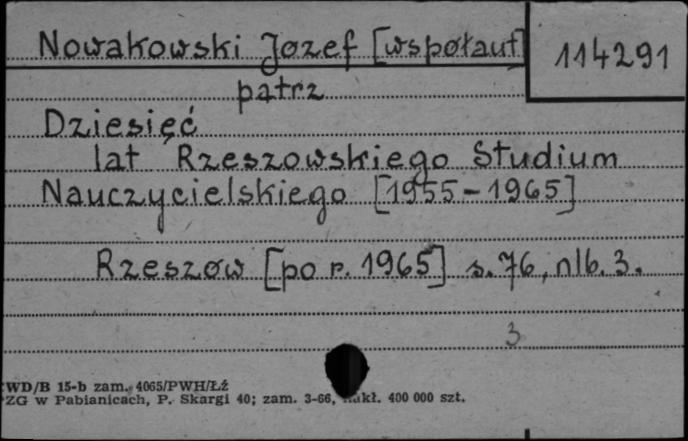 Nowakowski Józef [współaut]
114291
patrz
Dziesięć
lat Rzeszowskiego Studium
Nauczycielskiego [1955-1965]
Rzeszów [po r. 1965] s. 76, nlb. 3.
3
WD/B 15-b zam. 4065/PWH/Łź
ZG w Pabianicach, P. Skargi 40; zam. 3-66, nakł. 400 000 szt.